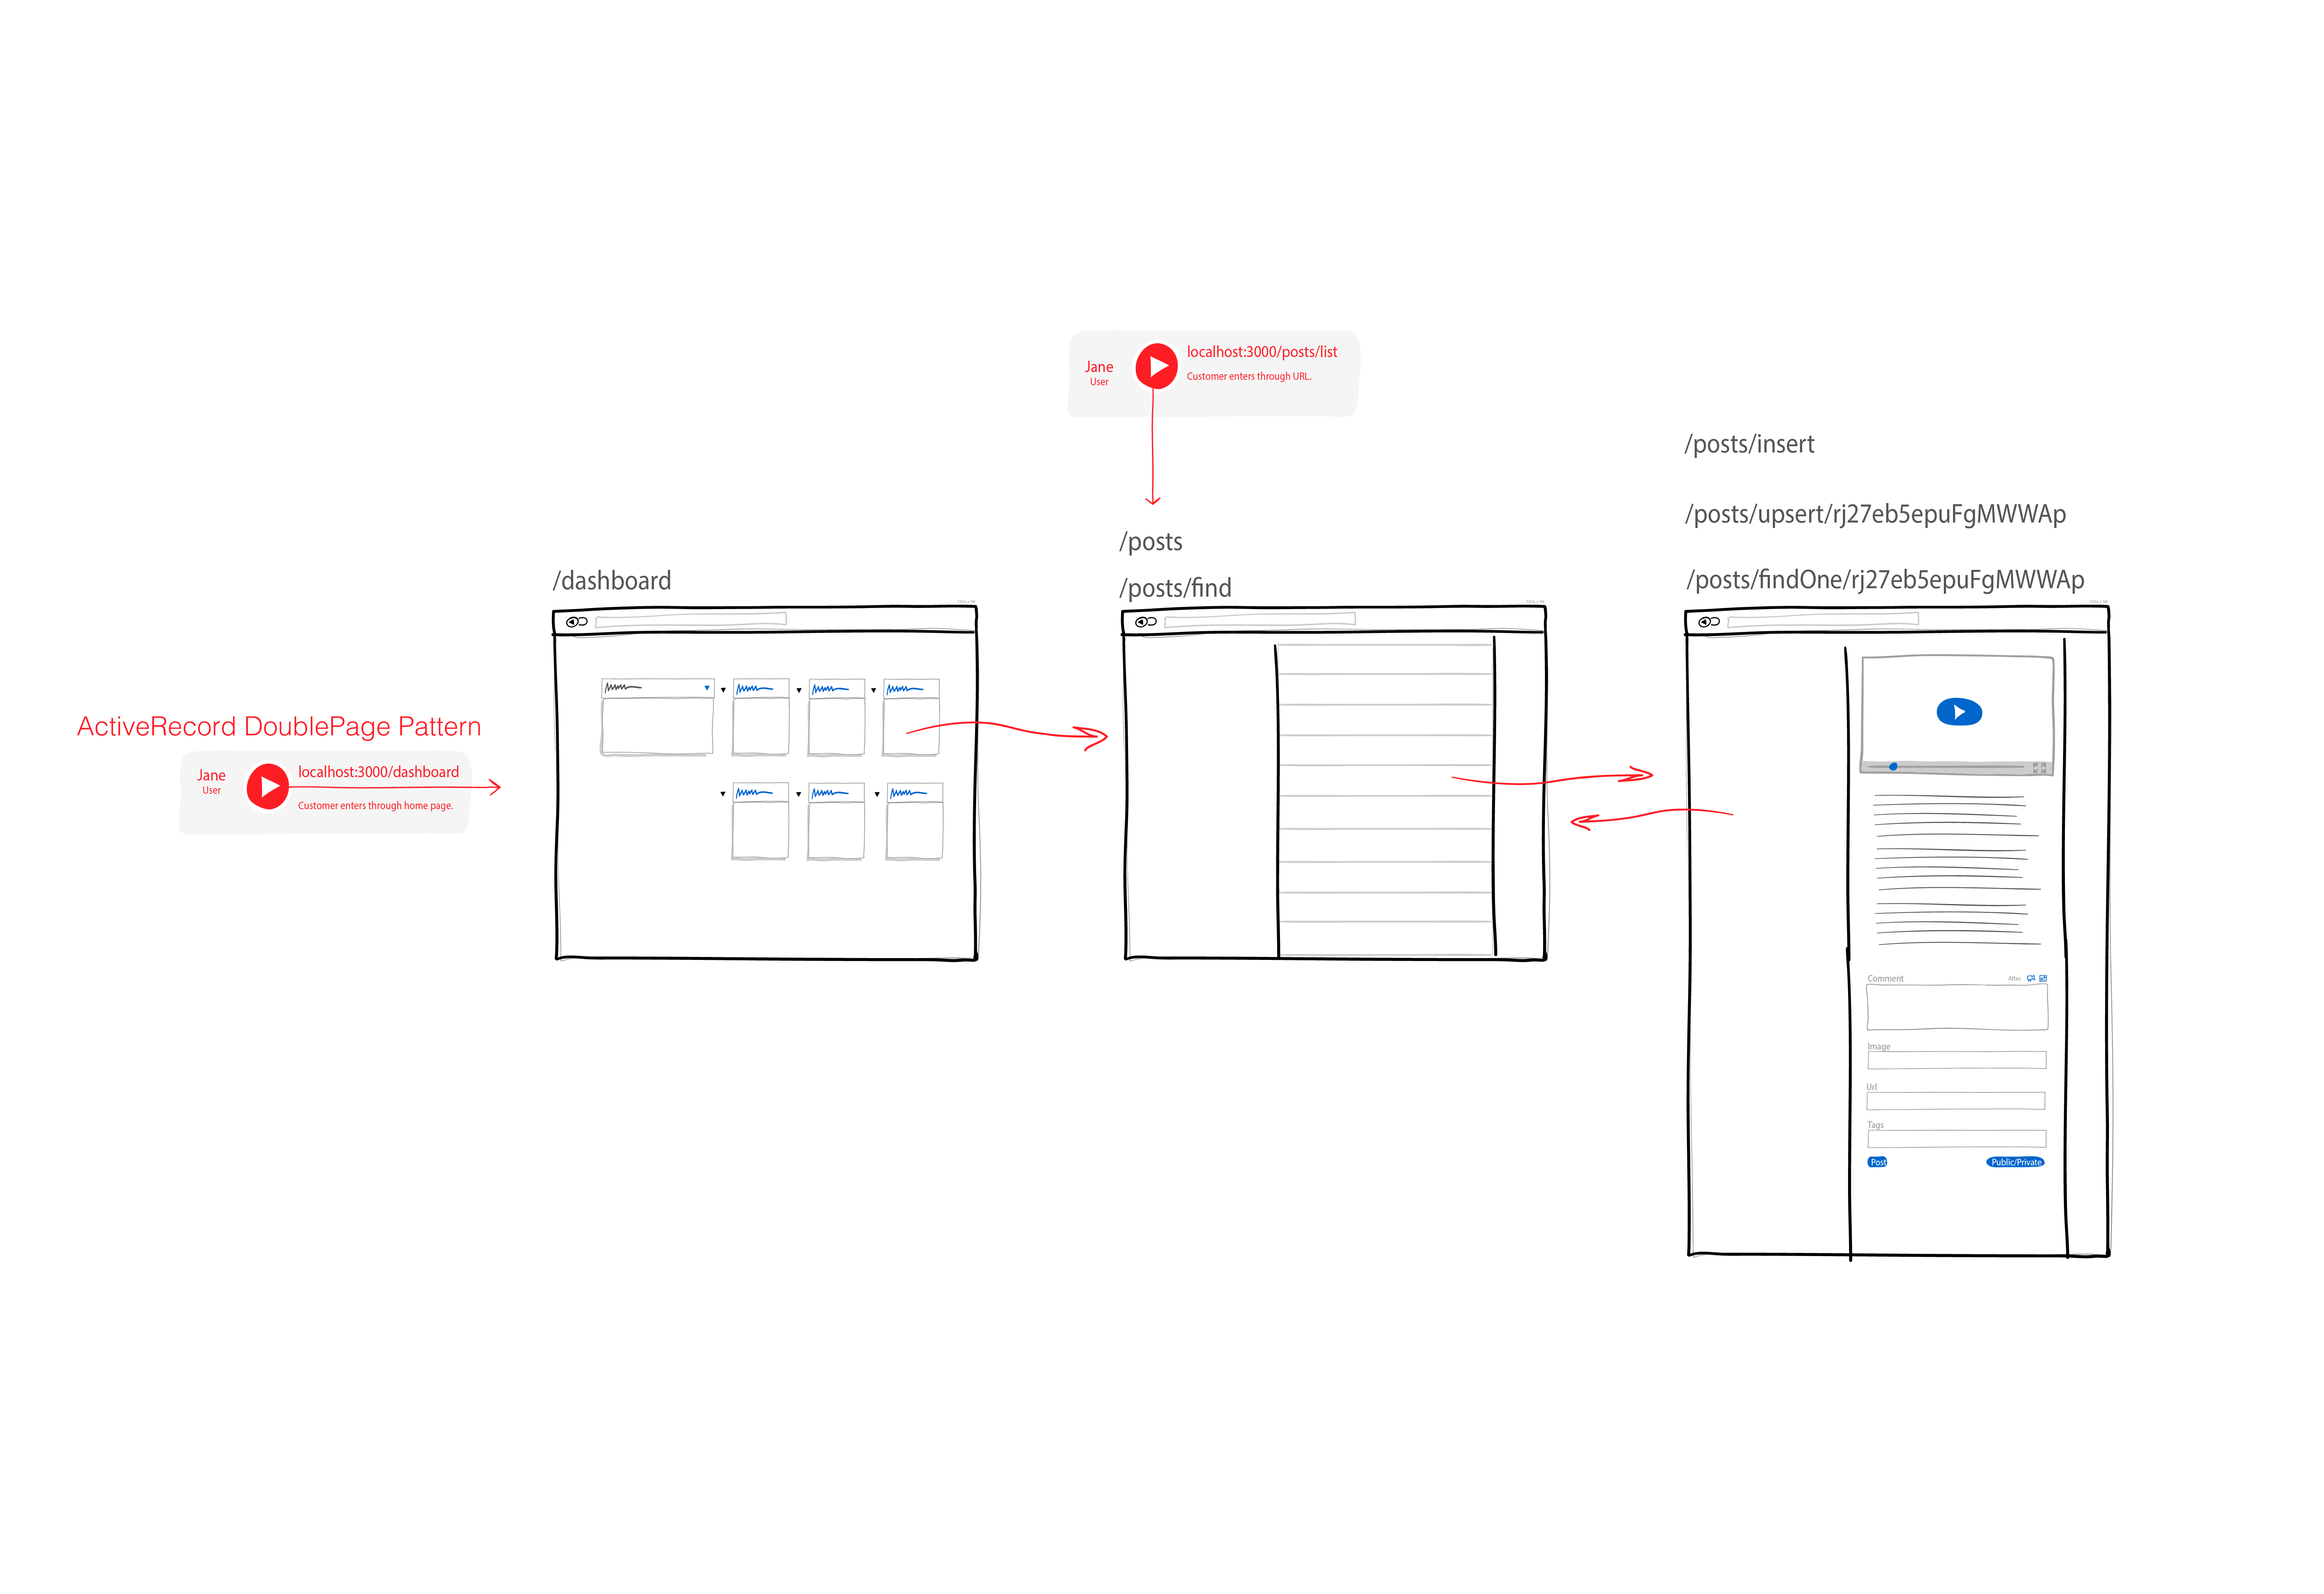 ActiveRecord DoublePage Pattern
Jane
User
localhost:3000/dashboard
Customer enters through home page.
/dashboard
Jane
User
localhost:3000/posts/list
Customer enters through URL.
/posts
/posts/find
/posts/insert
/posts/upsert/rj27eb5epuFgMWWAp
/posts/findOne/rj27eb5epuFgMWWAp
Comment
Image
Url
Tags
Post
Public/Private